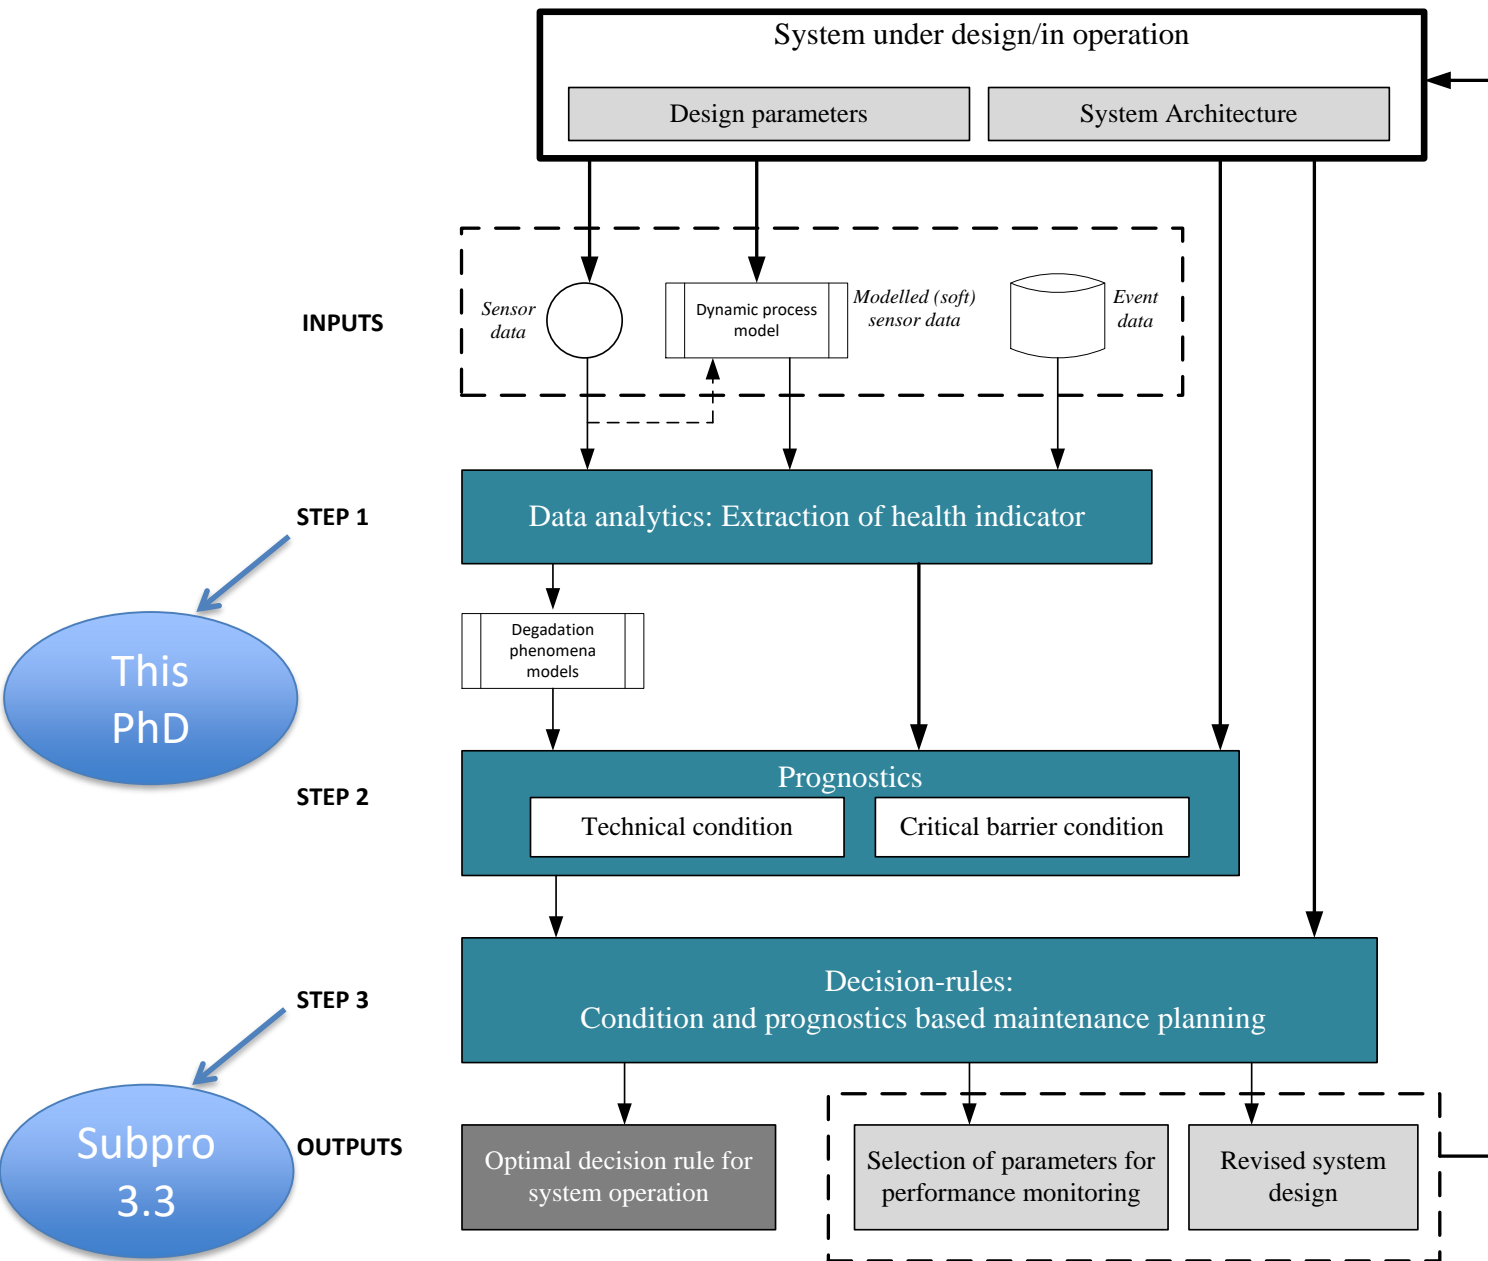 System under design/in operation
Design parameters
System Architecture
INPUTS
Sensor
data
Dynamic process
model
Modelled (soft)
sensor data
Event
data
STEP 1
Data analytics: Extraction of health indicator
This
PhD
Degadation
phenomena
models
STEP 2
Prognostics
Technical condition
Critical barrier condition
STEP 3
Decision-rules:
Condition and prognostics based maintenance planning
Subpro
3.3
OUTPUTS
Optimal decision rule for
system operation
Selection of parameters for
performance monitoring
Revised system
design